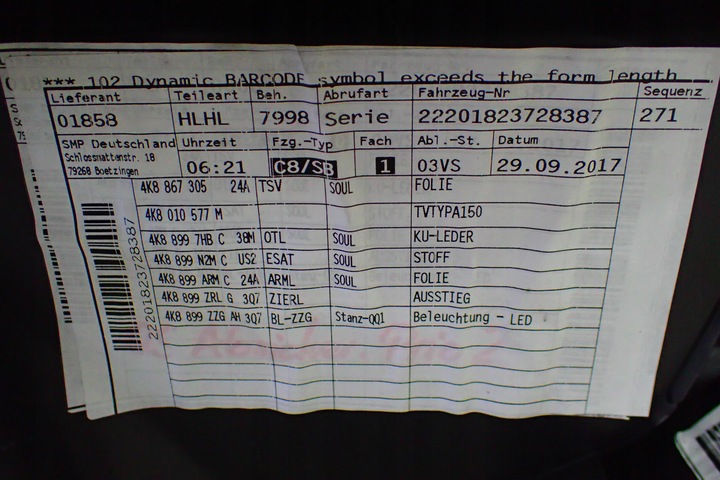 *** 102 Dynamic BARCODE symbol exceeds the form length
Lieferant Teileart Beh. Abrufart Fahrzeug-Nr Sequenz
01858 HLHL 7998 Serie 22201823728387 271
SMP Deutschland Uhrzeit Fzg.-Typ Fach Abl.-St. Datum
Schlossmattenstr. 18
79268 Boetzingen 06:21 C8/SB 1 03VS 29.09.2017
4K8 867 305 24A TSV SOUL FOLIE
4K8 010 577 M TVTYPA150
4K8 899 7HB C 38M OTL SOUL KU-LEDER
4K8 899 N2M C US2 ESAT SOUL STOFF
4K8 899 ARM C 24A ARML SOUL FOLIE
4K8 899 ZRL G 3Q7 ZIERL AUSSTIEG
4K8 899 ZZG AH 3Q7 BL-ZZG Stanz-QQ1 Beleuchtung - LED
22201823728387